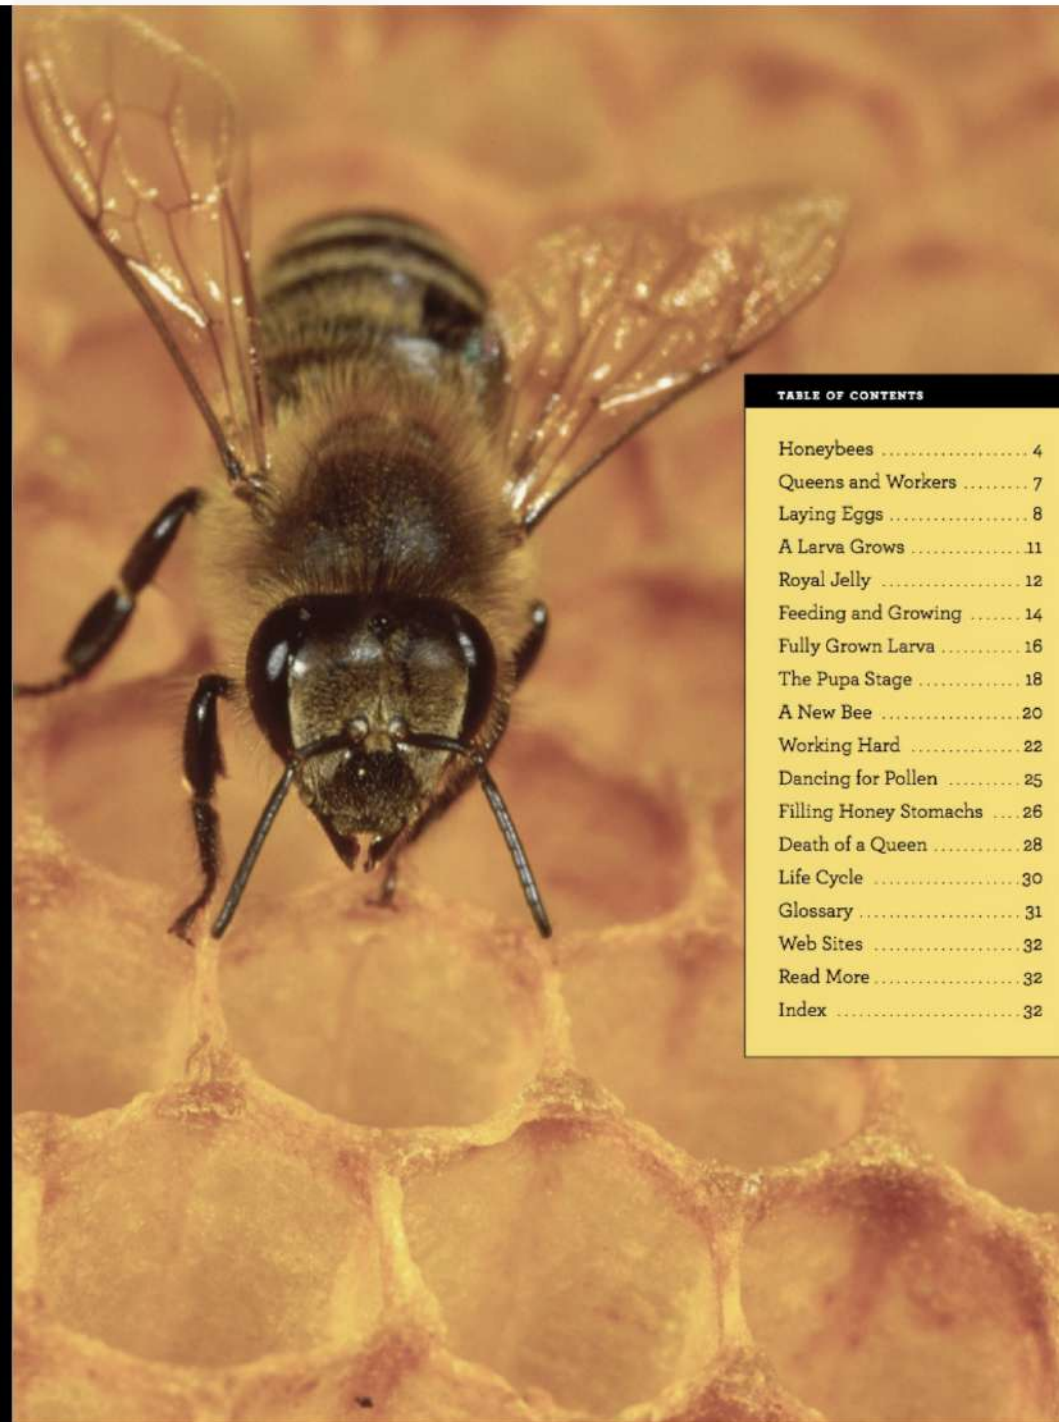 TABLE OF CONTENTS
Honeybees ................... 4
Queens and Workers ......... 7
Laying Eggs .................. 8
A Larva Grows ............... 11
Royal Jelly ................... 12
Feeding and Growing ....... 14
Fully Grown Larva ........... 16
The Pupa Stage .............. 18
A New Bee ................... 20
Working Hard ............... 22
Dancing for Pollen .......... 25
Filling Honey Stomachs .... 26
Death of a Queen ............ 28
Life Cycle .................... 30
Glossary ...................... 31
Web Sites .................... 32
Read More .................... 32
Index ......................... 32